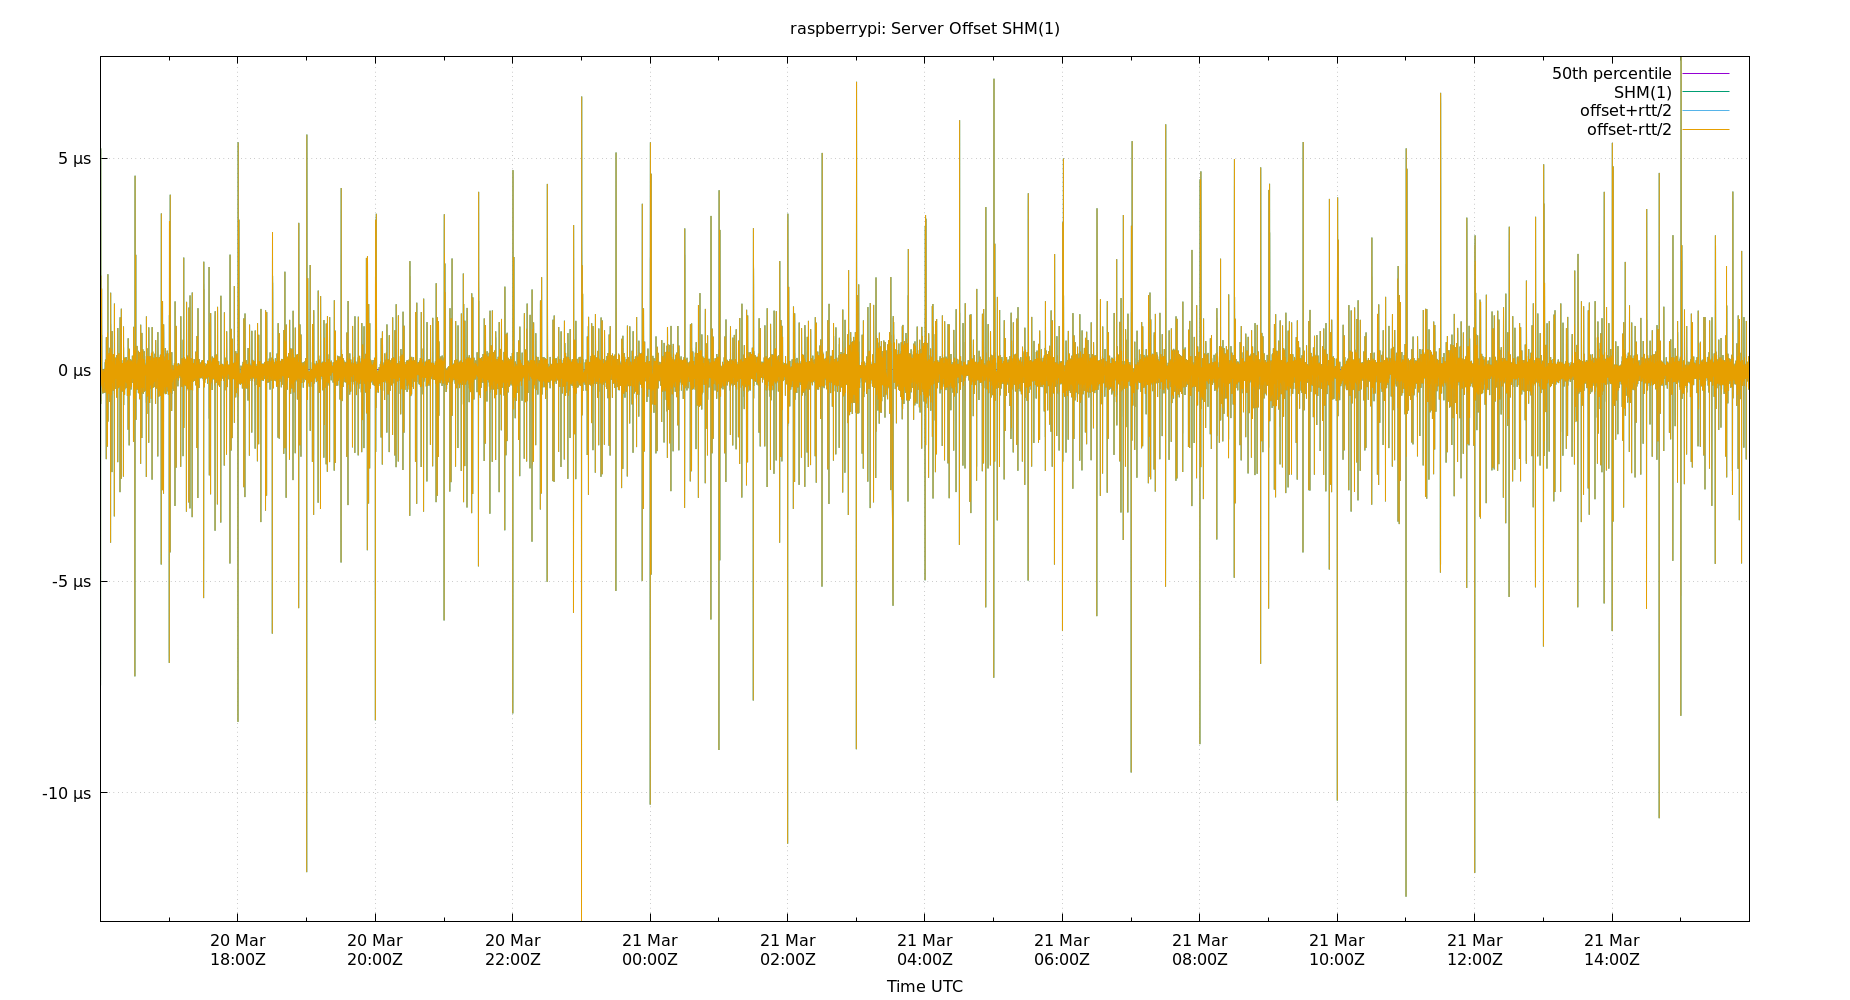 raspberrypi: Server Offset SHM(1)
50th percentile
SHM(1)
offset+rtt/2
offset-rtt/2
5 µs
0 µs
-5 µs
-10 µs
20 Mar 20 Mar 20 Mar 21 Mar 21 Mar 21 Mar 21 Mar 21 Mar 21 Mar 21 Mar 21 Mar
18:00Z 20:00Z 22:00Z 00:00Z 02:00Z 04:00Z 06:00Z 08:00Z 10:00Z 12:00Z 14:00Z
Time UTC